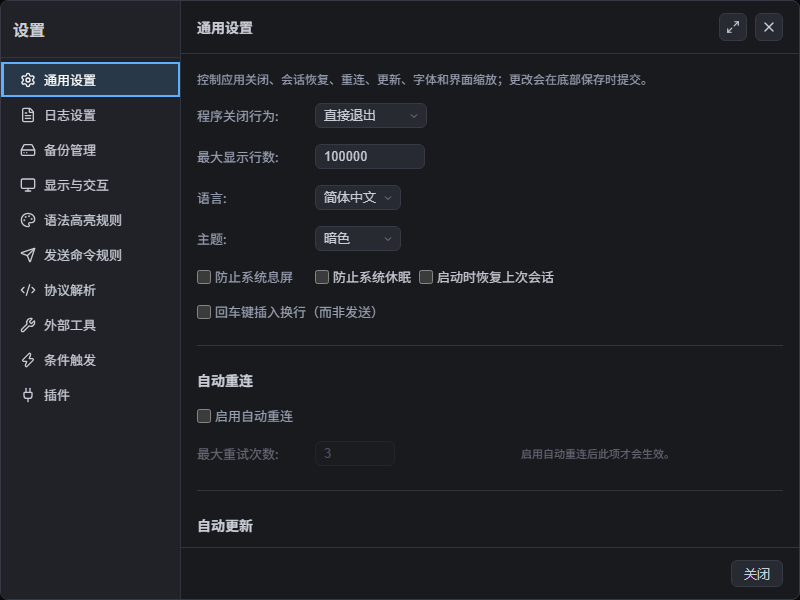 设置
通用设置
日志设置
备份管理
显示与交互
语法高亮规则
发送命令规则
协议解析
外部工具
条件触发
插件
通用设置
控制应用关闭、会话恢复、重连、更新、字体和界面缩放；更改会在底部保存时提交。
程序关闭行为: 直接退出
最大显示行数: 100000
语言: 简体中文
主题: 暗色
防止系统息屏 防止系统休眠 启动时恢复上次会话
回车键插入换行（而非发送）
自动重连
启用自动重连
最大重试次数: 3 启用自动重连后此项才会生效。
自动更新
关闭